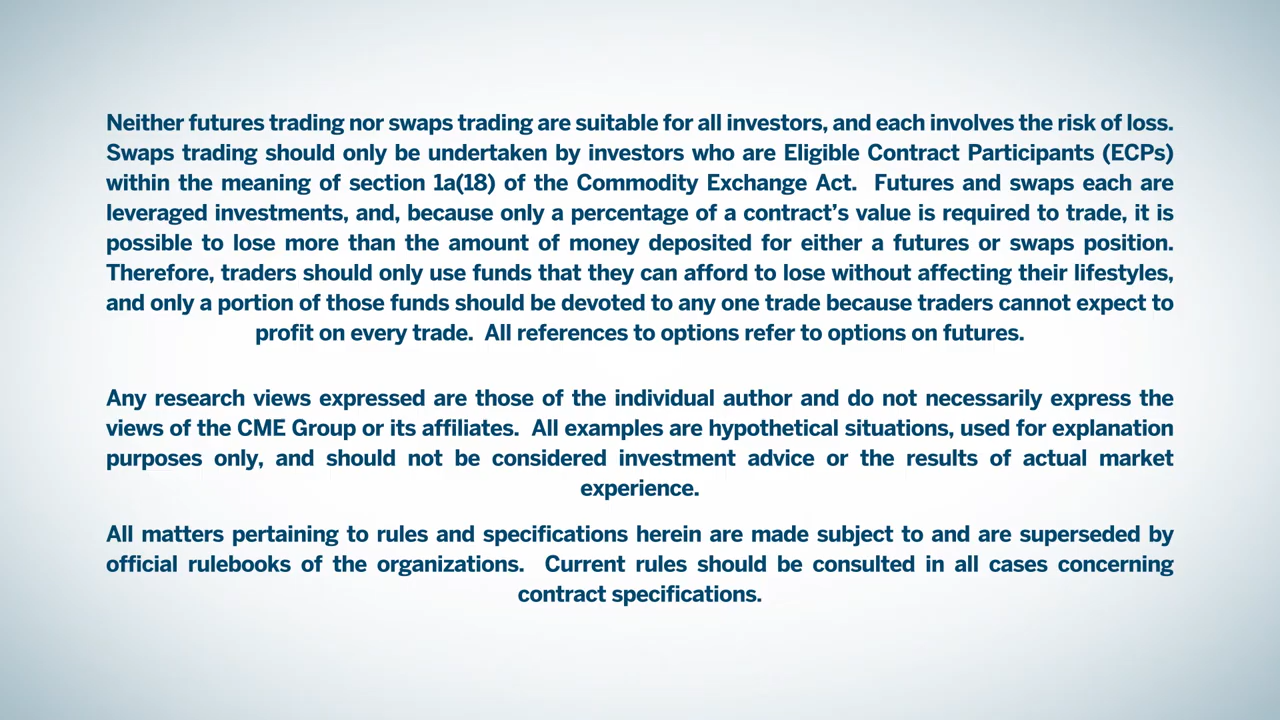 Neither futures trading nor swaps trading are suitable for all investors, and each involves the risk of loss.
Swaps trading should only be undertaken by investors who are Eligible Contract Participants (ECPs)
within the meaning of section 1a(18) of the Commodity Exchange Act.  Futures and swaps each are
leveraged investments, and, because only a percentage of a contract’s value is required to trade, it is
possible to lose more than the amount of money deposited for either a futures or swaps position.
Therefore, traders should only use funds that they can afford to lose without affecting their lifestyles,
and only a portion of those funds should be devoted to any one trade because traders cannot expect to
profit on every trade.  All references to options refer to options on futures.
Any research views expressed are those of the individual author and do not necessarily express the
views of the CME Group or its affiliates.  All examples are hypothetical situations, used for explanation
purposes only, and should not be considered investment advice or the results of actual market
experience.
All matters pertaining to rules and specifications herein are made subject to and are superseded by
official rulebooks of the organizations.  Current rules should be consulted in all cases concerning
contract specifications.